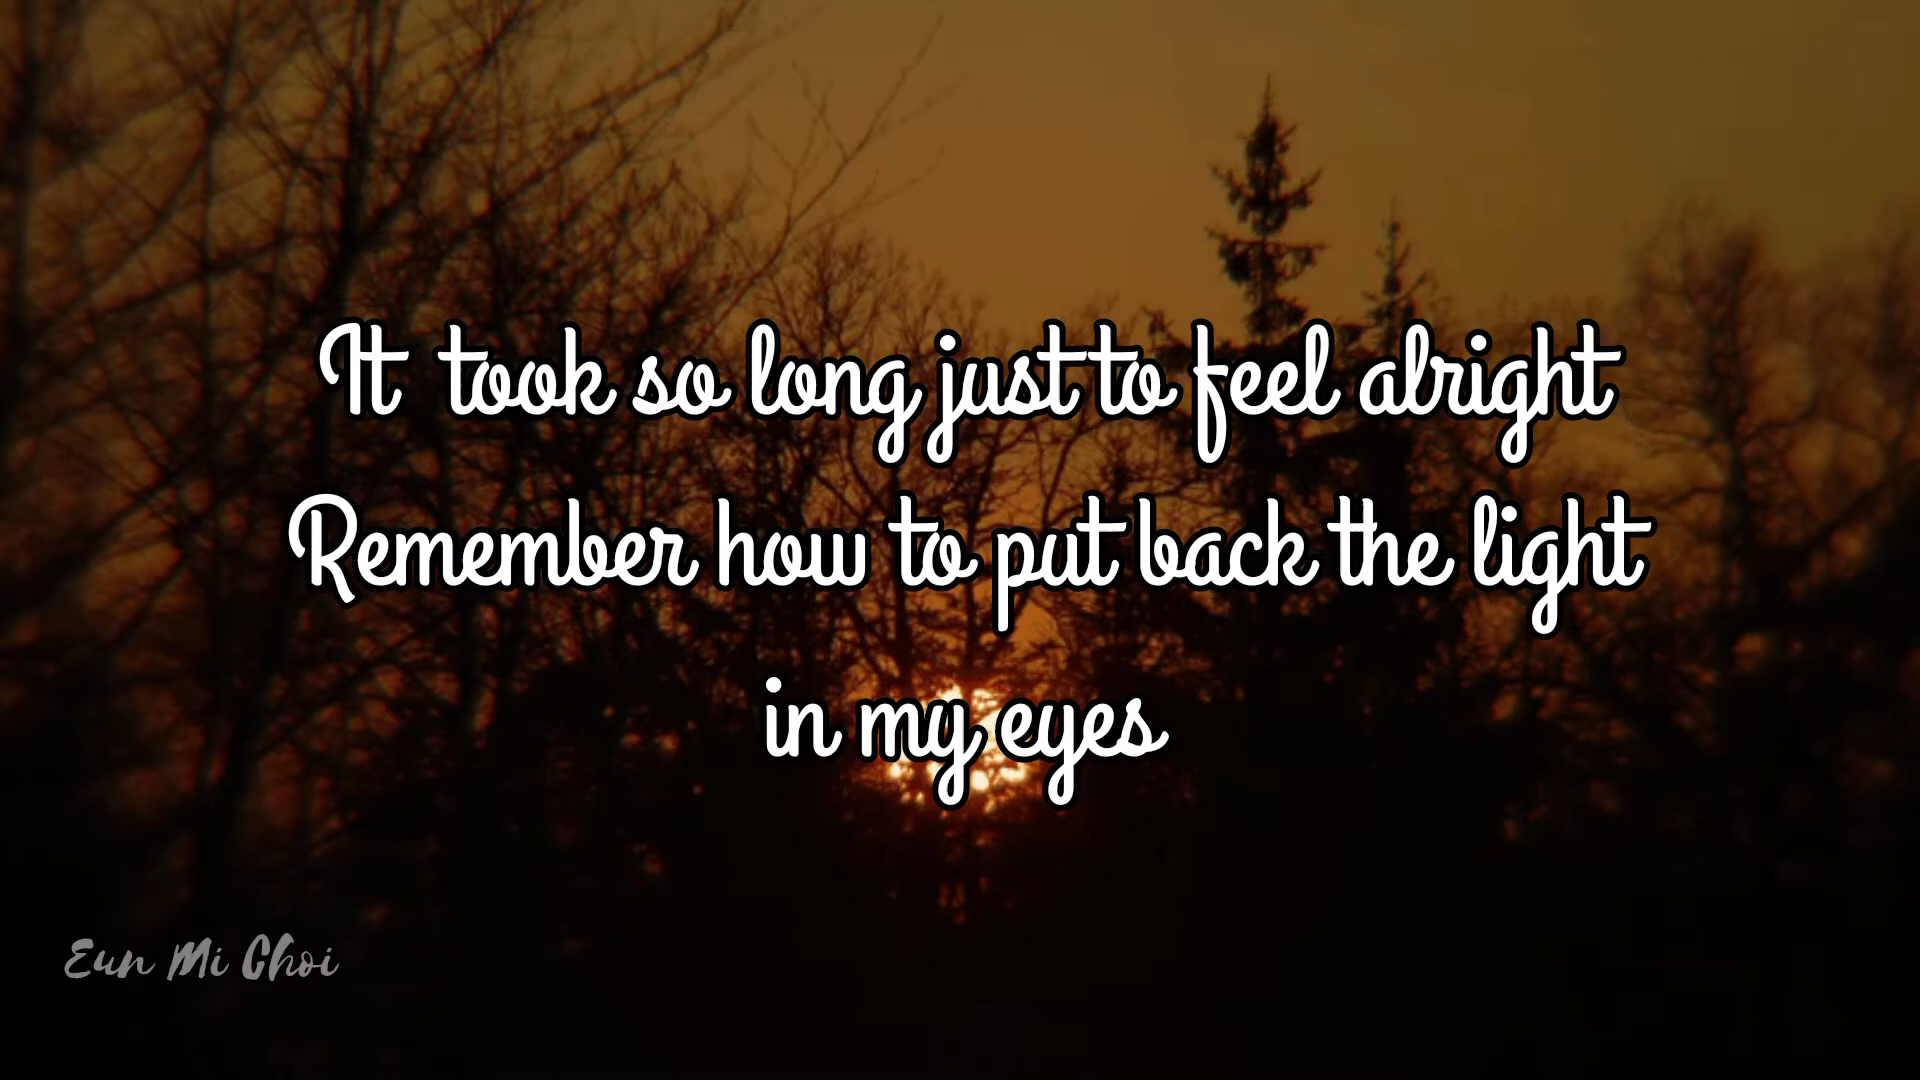 It took so long just to feel alright
Remember how to put back the light
in my eyes
Eun Mi Choi